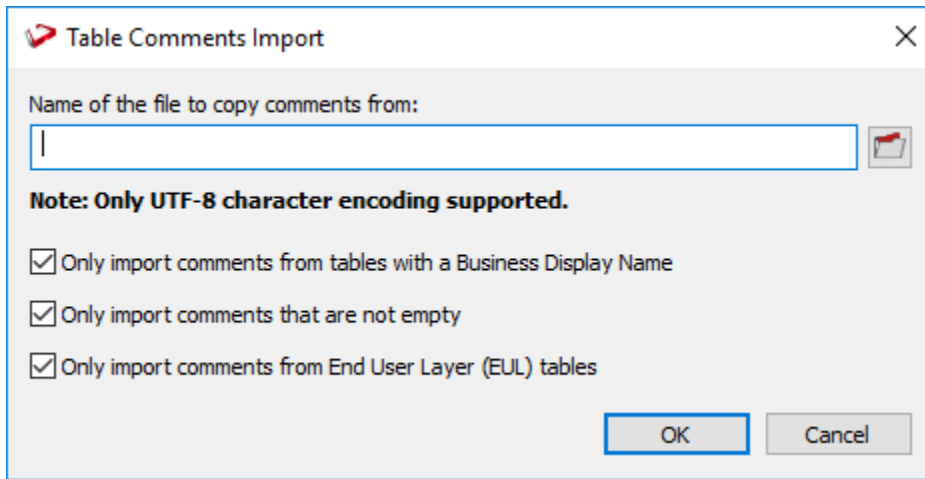 Table Comments Import
Name of the file to copy comments from:
Note: Only UTF-8 character encoding supported.
Only import comments from tables with a Business Display Name
Only import comments that are not empty
Only import comments from End User Layer (EUL) tables
OK Cancel